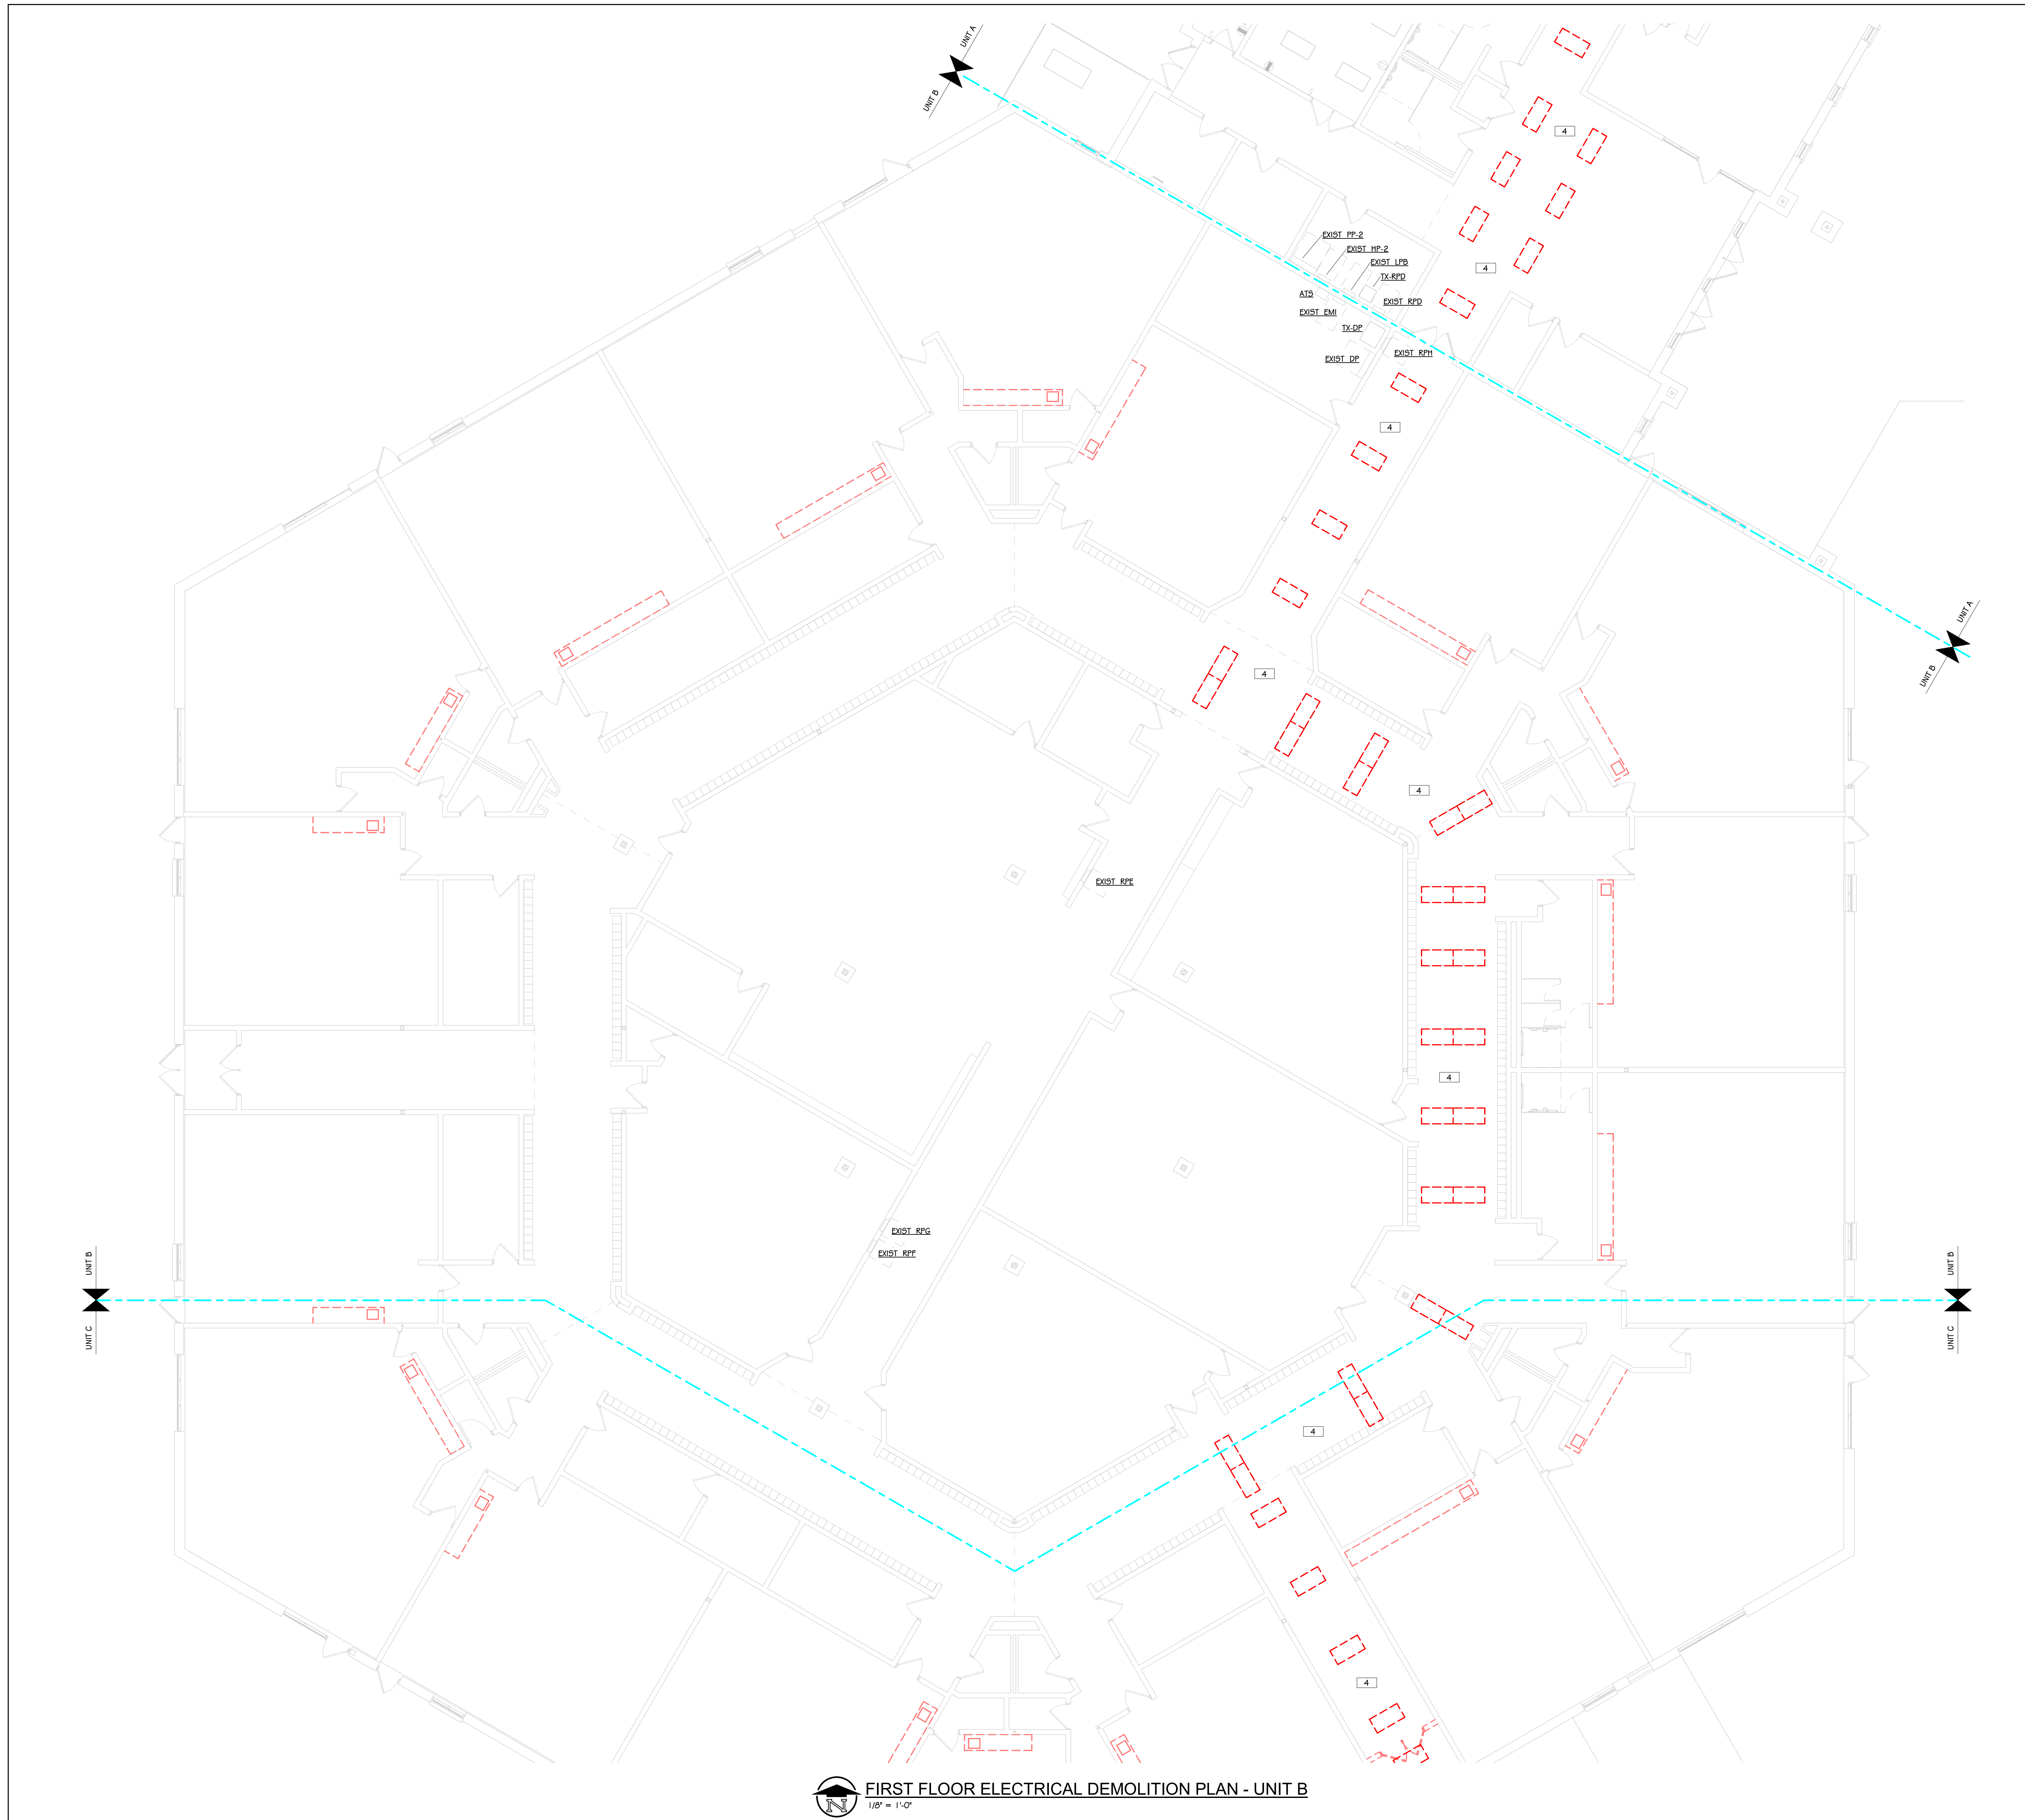 UNIT A
UNIT B
4
EXIST PP-2
EXIST HP-2
EXIST LPB
4
TX-RPD
ATS
EXIST RPD
EXIST EMI
TX-DP
EXIST DP
EXIST RPH
4
UNIT A
UNIT B
4
4
EXIST RPE
4
EXIST RPG
EXIST RPF
UNIT B
UNIT C
UNIT B
UNIT C
4
4
N
FIRST FLOOR ELECTRICAL DEMOLITION PLAN - UNIT B
1/8" = 1'-0"